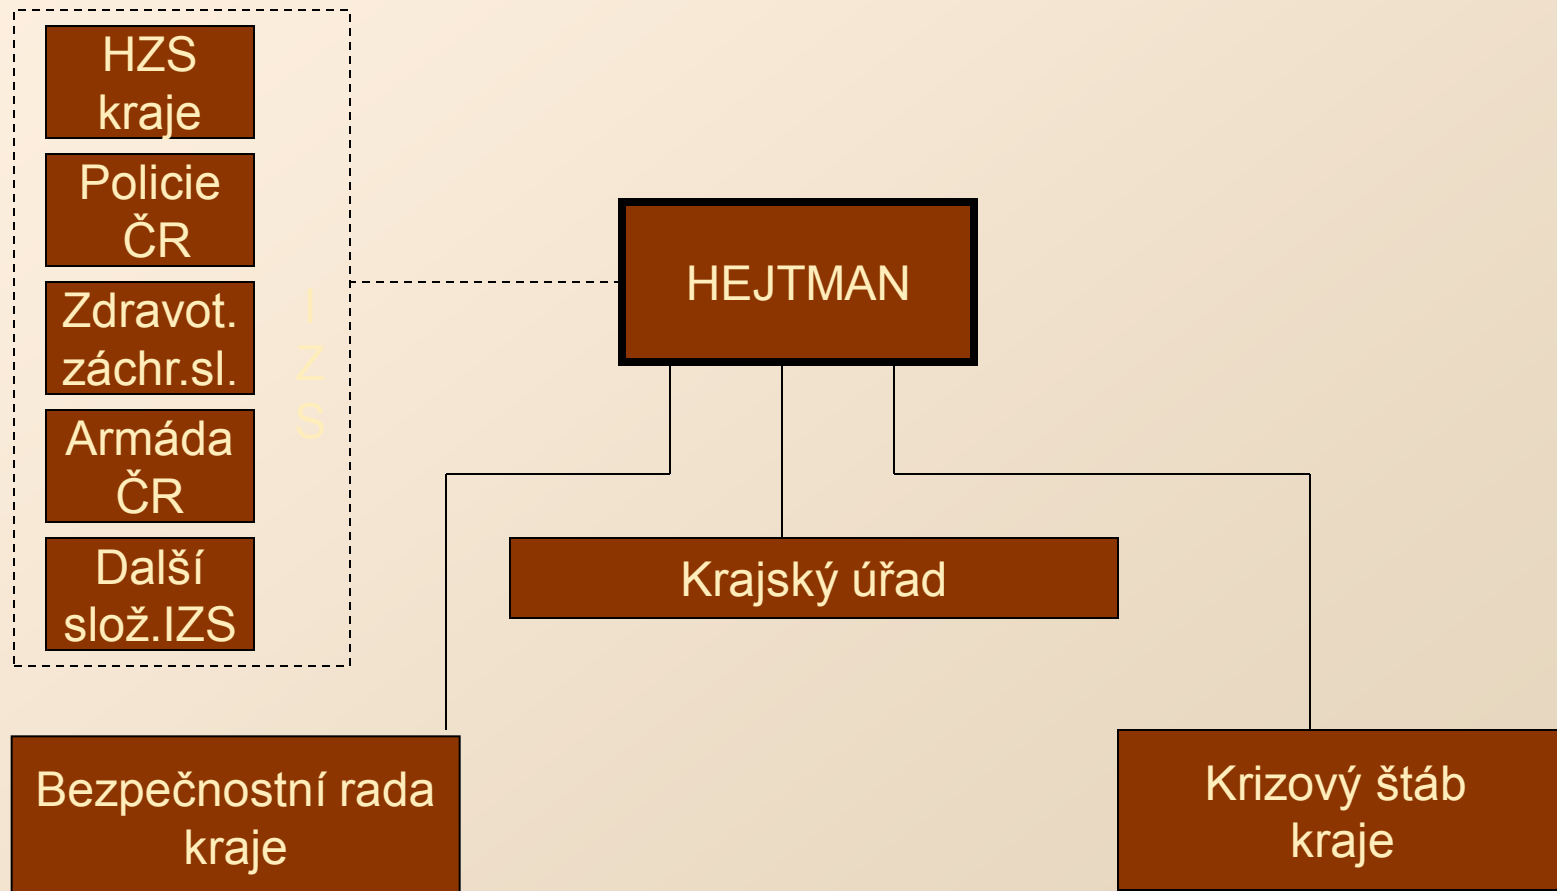 HZS
kraje
Policie
ČR
Zdravot.
záchr.sl.
Armáda
ČR
Další
slož.IZS
I
Z
S
HEJTMAN
Krajský úřad
Bezpečnostní rada
kraje
Krizový štáb
kraje